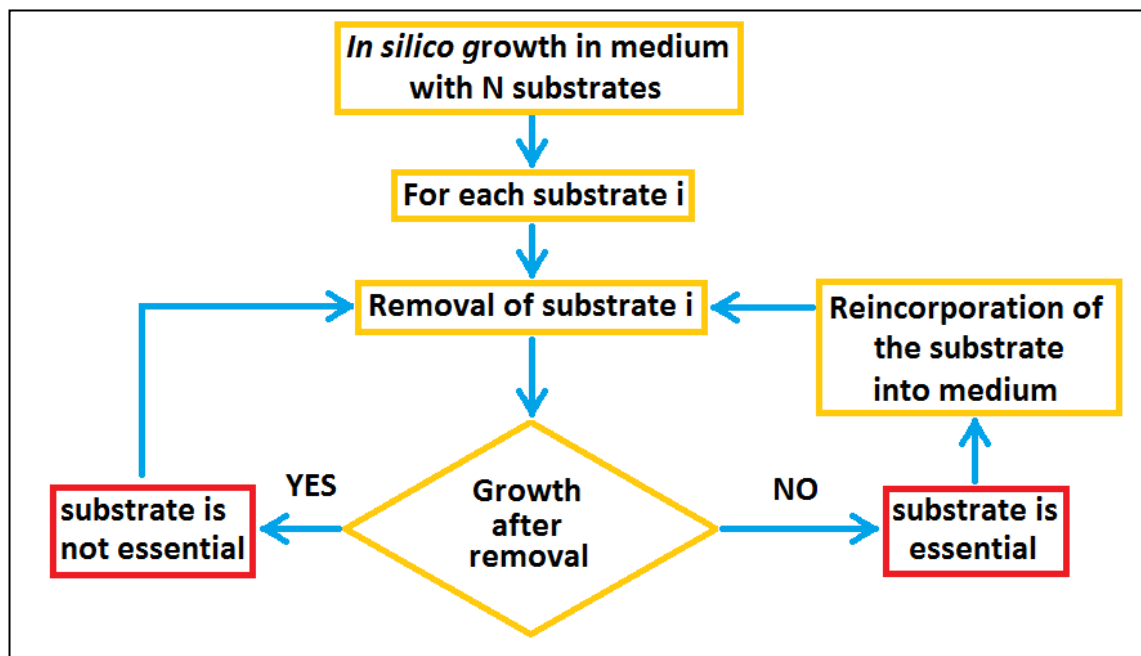 In silico growth in medium
with N substrates
For each substrate i
Removal of substrate i
Reincorporation of
the substrate
into medium
YES
NO
Growth
after
removal
substrate is
not essential
substrate is
essential